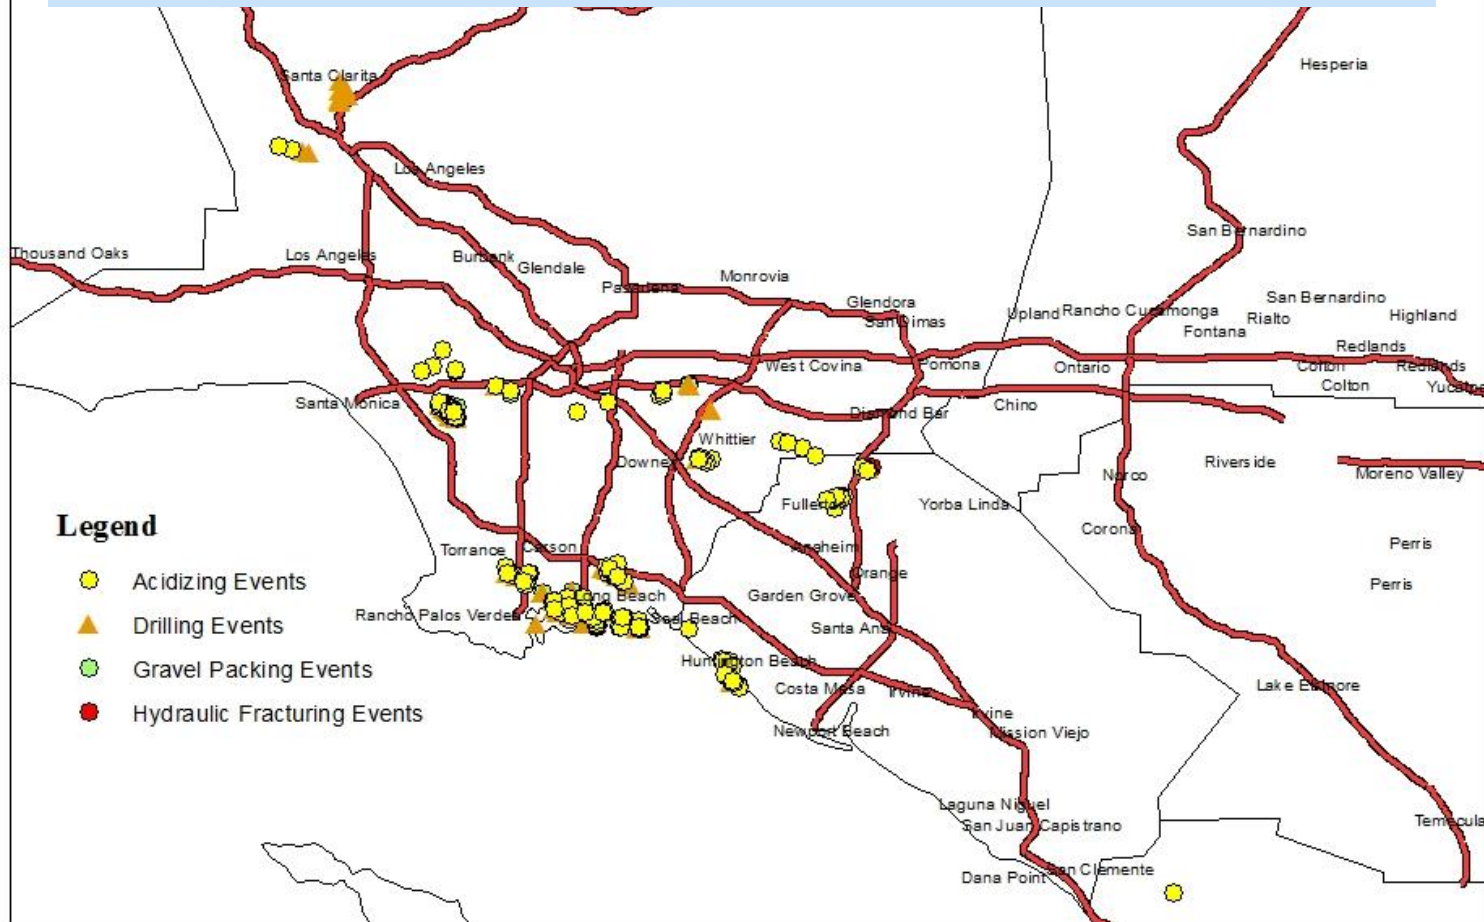 Hesperia
Santa Clarita
Los Angeles
San Bernardino
Thousand Oaks
Los Angeles
Burbank
Glendale
Monrovia
Pasadena
Glendora
San Bernardino
San Dimas
Upland
Rancho Cucamonga
Rialto
Highland
Fontana
Redlands
West Covina
Pomona
Ontario
Colton
Redlands
Colton
Yucaipa
Santa Monica
Diamond Bar
Chino
Whittier
Downey
Riverside
Norco
Moreno Valley
Fullerton
Yorba Linda
Legend
Corona
Torrance
Carson
Anaheim
Perris
Acidizing Events
Orange
Perris
Long Beach
Garden Grove
Rancho Palos Verdes
Seal Beach
Drilling Events
Santa Ana
Huntington Beach
Gravel Packing Events
Costa Mesa
Irvine
Lake Elsinore
Hydraulic Fracturing Events
Irvine
Newport Beach
Mission Viejo
Laguna Niguel
San Juan Capistrano
Temecula
San Clemente
Dana Point